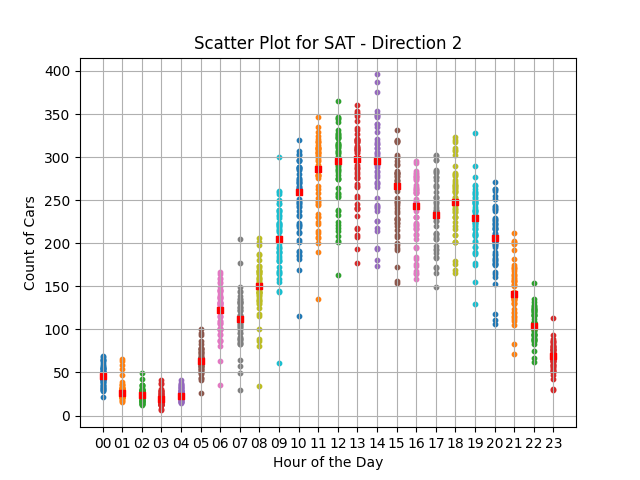 Scatter Plot for SAT - Direction 2
Count of Cars
400
350
300
250
200
150
100
50
0
00 01 02 03 04 05 06 07 08 09 10 11 12 13 14 15 16 17 18 19 20 21 22 23
Hour of the Day